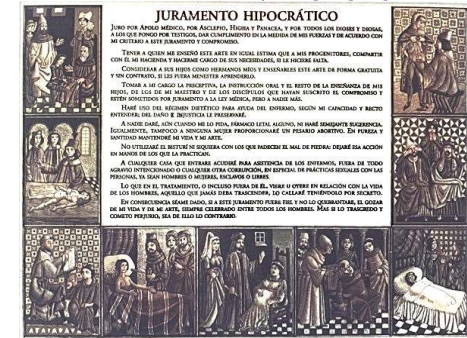 JURAMENTO HIPOCRÁTICO
JURO POR APOLO MÉDICO, POR ASCLEPIO, HIGIEA Y PANACEA, Y POR TODOS LOS DIOSES Y DIOSAS,
A LOS QUE PONGO POR TESTIGOS, DAR CUMPLIMIENTO EN LA MEDIDA DE MIS FUERZAS Y DE ACUERDO CON
MI CRITERIO A ESTE JURAMENTO Y COMPROMISO.
TENER A QUIEN ME ENSEÑÓ ESTE ARTE EN IGUAL ESTIMA QUE A MIS PROGENITORES, COMPARTIR
CON ÉL MI HACIENDA Y HACERME CARGO DE SUS NECESIDADES, SI LE HICIERE FALTA.
CONSIDERAR A SUS HIJOS COMO HERMANOS MÍOS Y ENSEÑARLES ESTE ARTE DE FORMA GRATUITA
Y SIN CONTRATO, SI LES FUERA MENESTER APRENDERLO.
TOMAR A MI CARGO LA PRECEPTIVA, LA INSTRUCCIÓN ORAL Y EL RESTO DE LA ENSEÑANZA DE MIS
HIJOS, DE LOS DE MI MAESTRO Y DE LOS DISCÍPULOS QUE HAYAN SUSCRITO EL COMPROMISO Y
ESTÉN SOMETIDOS POR JURAMENTO A LA LEY MÉDICA, PERO A NADIE MÁS.
HARÉ USO DEL RÉGIMEN DIETÉTICO PARA AYUDA DEL ENFERMO, SEGÚN MI CAPACIDAD Y RECTO
ENTENDER; DEL DAÑO E INJUSTICIA LE PRESERVARÉ.
A NADIE DARÉ, AÚN CUANDO ME LO PIDA, FÁRMACO LETAL ALGUNO, NI HARÉ SEMEJANTE SUGERENCIA.
IGUALMENTE, TAMPOCO A NINGUNA MUJER PROPORCIONARÉ UN PESARIO ABORTIVO. EN PUREZA Y
SANTIDAD MANTENDRÉ MI VIDA Y MI ARTE.
NO UTILIZARÉ EL BISTURÍ NI SIQUIERA CON LOS QUE PADECEN EL MAL DE PIEDRA: DEJARÉ ESA ACCIÓN
EN MANOS DE LOS QUE LA PRACTICAN.
A CUALQUIER CASA QUE ENTRARE ACUDIRÉ PARA ASISTENCIA DE LOS ENFERMOS, FUERA DE TODO
AGRAVIO INTENCIONADO O CUALQUIER OTRA CORRUPCIÓN, EN ESPECIAL DE PRÁCTICAS SEXUALES CON LAS
PERSONAS, YA SEAN HOMBRES O MUJERES, ESCLAVOS O LIBRES.
LO QUE EN EL TRATAMIENTO, O INCLUSO FUERA DE ÉL, VIERE U OYERE EN RELACIÓN CON LA VIDA
DE LOS HOMBRES, AQUELLO QUE JAMÁS DEBA TRASCENDER, LO CALLARÉ TENIÉNDOLO POR SECRETO.
EN CONSECUENCIA SÉAME DADO, SI A ESTE JURAMENTO FUERE FIEL Y NO LO QUEBRANTARE, EL GOZAR
DE MI VIDA Y DE MI ARTE, SIEMPRE CELEBRADO ENTRE TODOS LOS HOMBRES. MAS SI LO TRASGREDO Y
COMETO PERJURIO, SEA DE ELLO LO CONTRARIO.